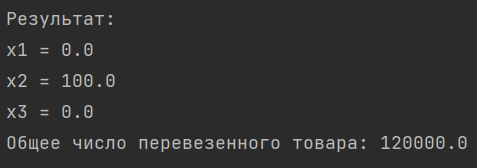 Результат:
x1 = 0.0
x2 = 100.0
x3 = 0.0
Общее число перевезенного товара: 120000.0